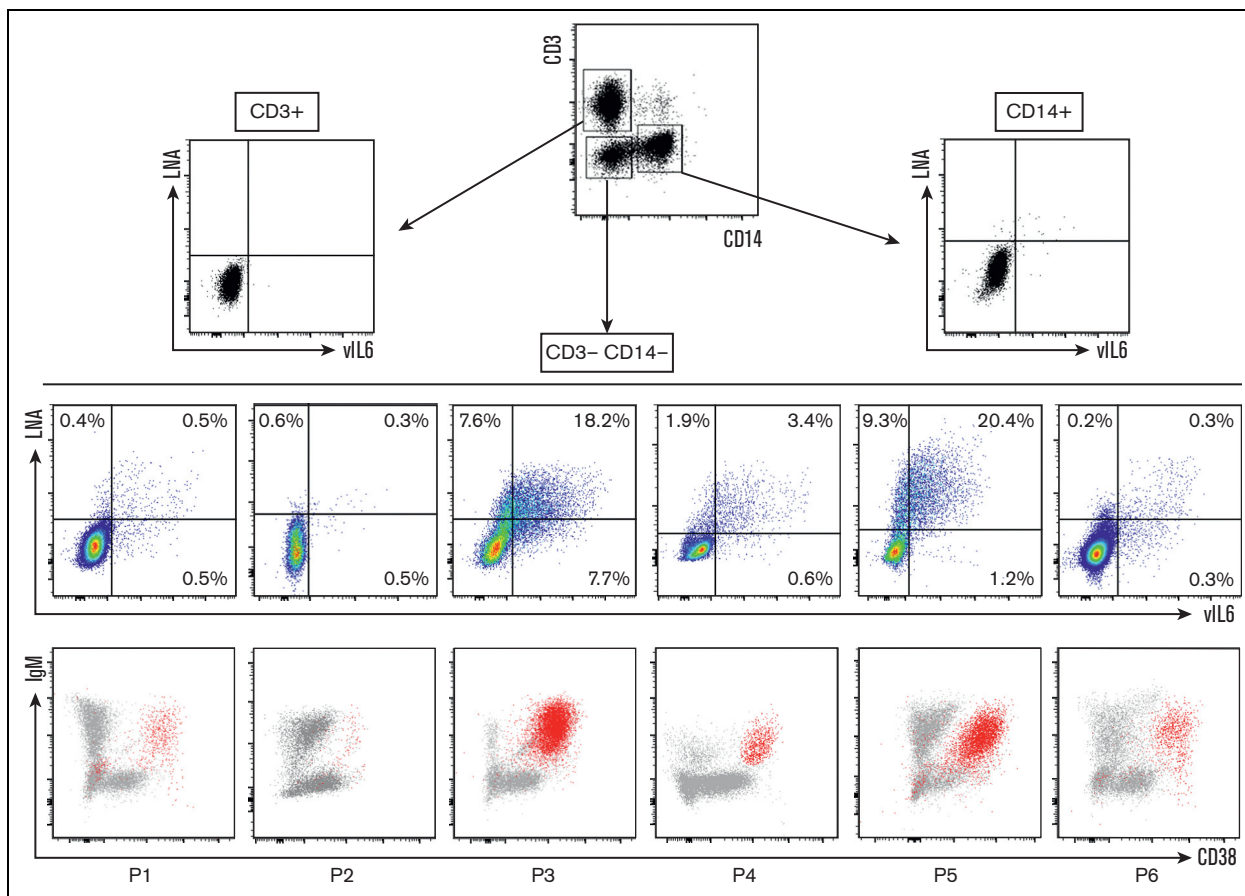 CD3
CD3+
CD14+
LNA
LNA
CD14
vIL6
vIL6
CD3– CD14–
LNA
0.4% 0.5% 0.6% 0.3% 7.6% 18.2% 1.9% 3.4% 9.3% 20.4% 0.2% 0.3%
0.5% 0.5% 7.7% 0.6% 1.2% 0.3%
vIL6
IgM
CD38
P1 P2 P3 P4 P5 P6